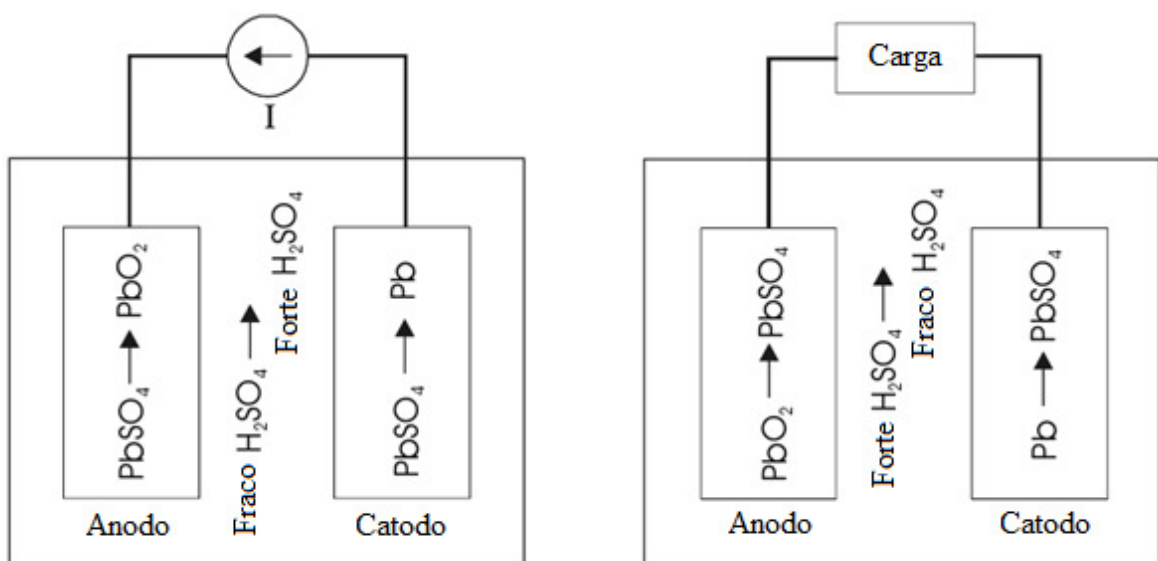 I
PbSO₄ → PbO₂
Fraco H₂SO₄ → Forte H₂SO₄
PbSO₄ → Pb
Anodo
Catodo
Carga
PbO₂ → PbSO₄
Forte H₂SO₄ → Fraco H₂SO₄
Pb → PbSO₄
Anodo
Catodo